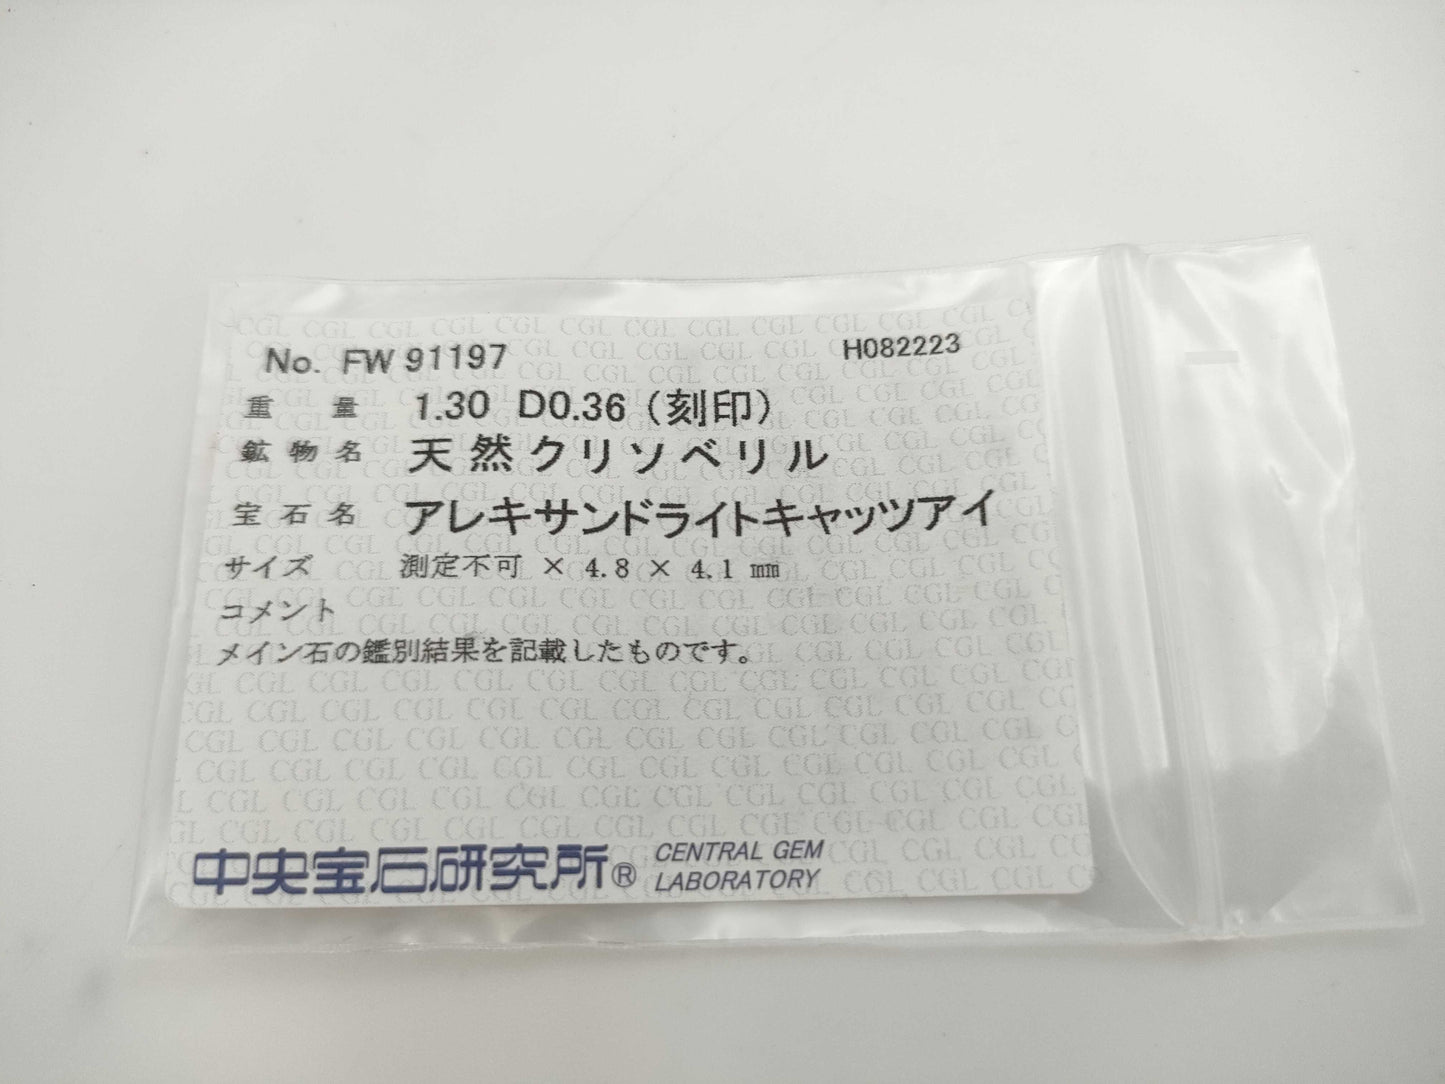 No. FW 91197
H082223
重量 1.30 D0.36 (刻印)
鉱物名 天然クリソベリル
宝石名 アレキサンドライトキャッツアイ
サイズ 測定不可 × 4.8 × 4.1 ㎜
コメント
メイン石の鑑別結果を記載したものです。
中央宝石研究所® CENTRAL GEM
LABORATORY